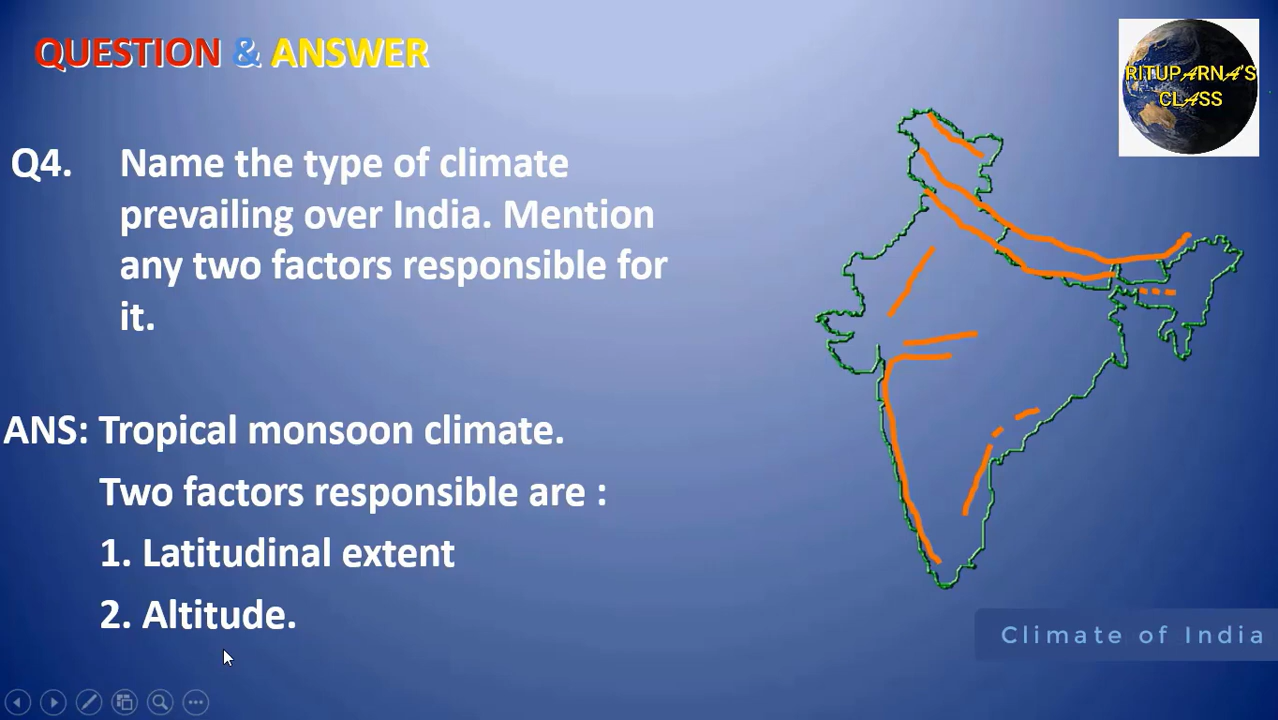 QUESTION & ANSWER
RITUPARNA'S
CLASS
Q4. Name the type of climate
prevailing over India. Mention
any two factors responsible for
it.
ANS: Tropical monsoon climate.
Two factors responsible are :
1. Latitudinal extent
2. Altitude.
Climate of India